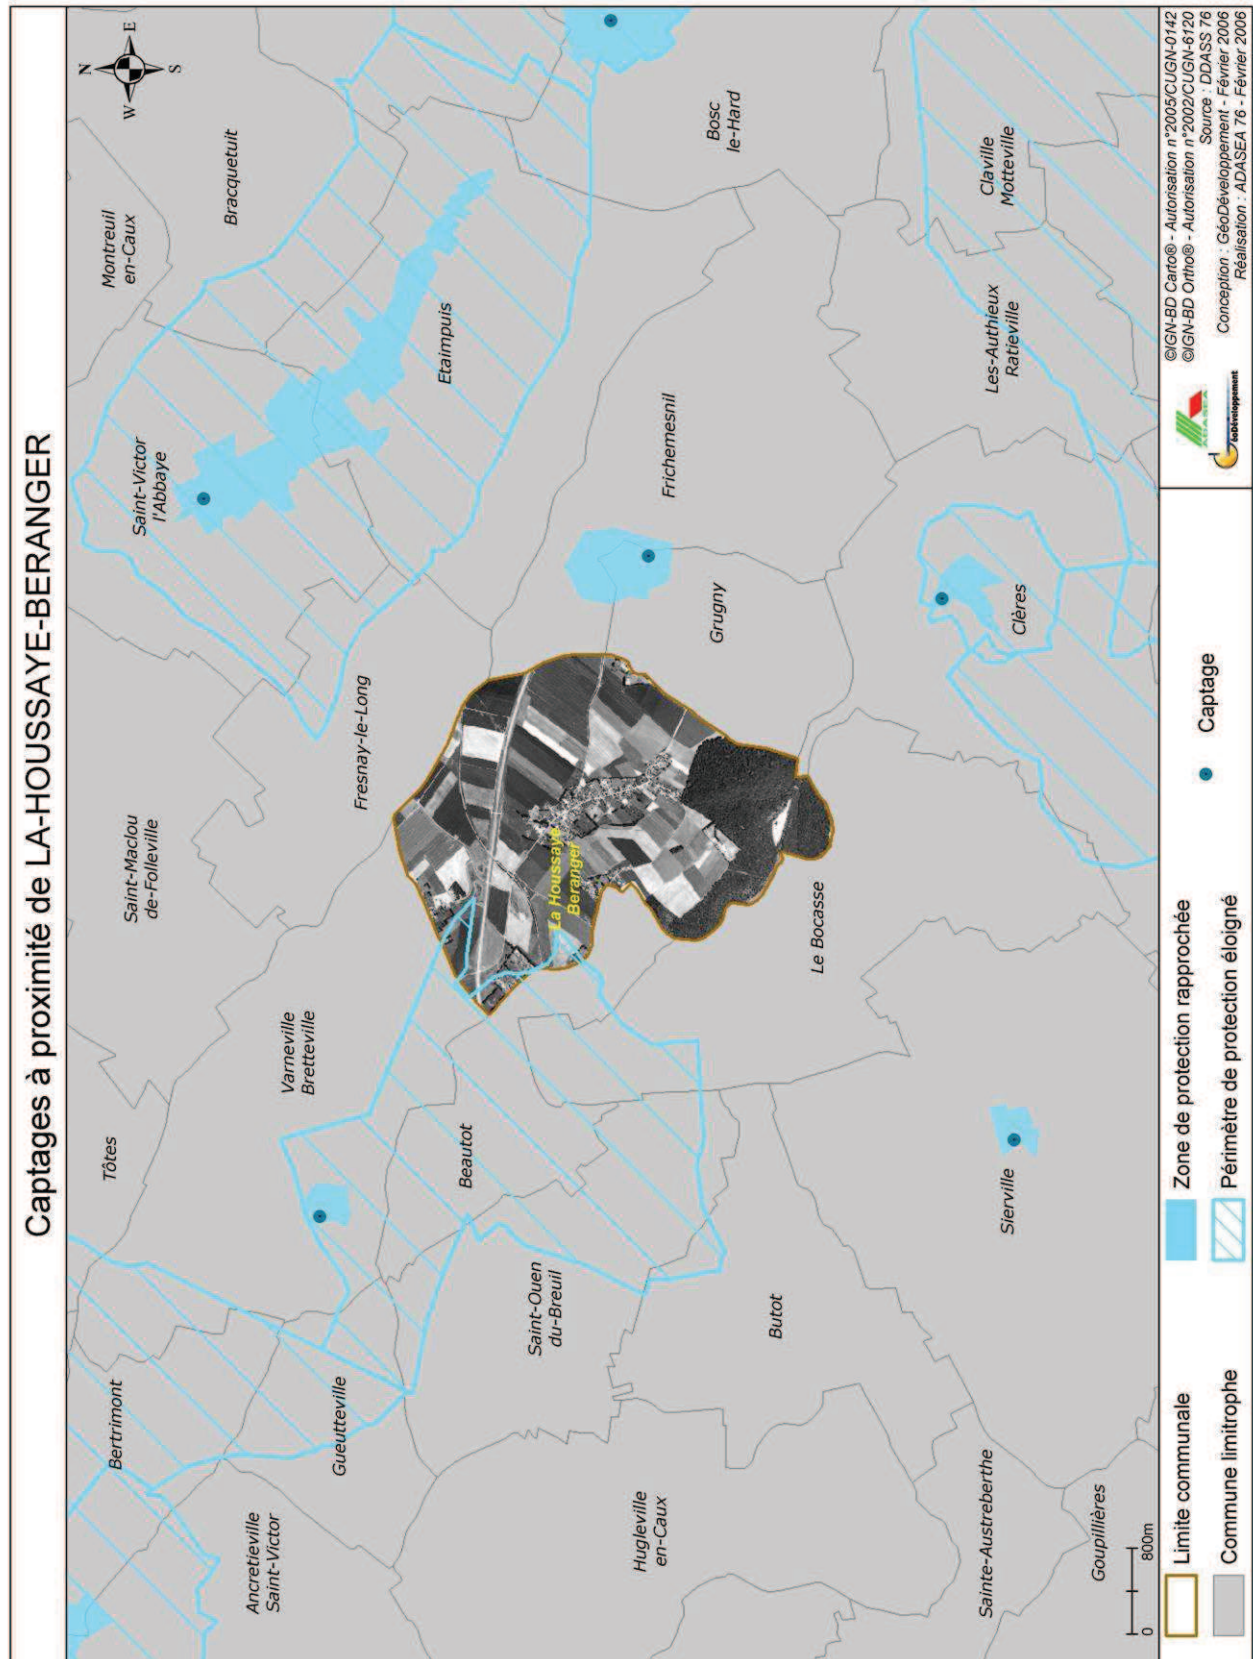 Captages à proximité de LA-HOUSSAYE-BERANGER
N
W
E
S
Tôtes
Montreuil
en-Caux
Bertrimont
Saint-Maclou
de-Folleville
Saint-Victor
l'Abbaye
Bracquetuit
Ancretieville
Saint-Victor
Varneville
Bretteville
Gueutteville
Fresnay-le-Long
Etaimpuis
Beautot
Saint-Ouen
du-Breuil
La Houssaye
Beranger
Hugleville
en-Caux
Frichemesnil
Grugny
Bosc
le-Hard
Butot
Le Bocasse
Sainte-Austreberthe
Sierville
Clères
Les-Authieux
Ratieville
Claville
Motteville
Goupillières
0
800m
Limite communale
Commune limitrophe
Zone de protection rapprochée
Périmètre de protection éloigné
Captage
ADASEA
GéoDéveloppement
©IGN-BD Carto® - Autorisation n°2005/CUGN-0142
©IGN-BD Ortho® - Autorisation n°2002/CUGN-6120
Source : DDASS 76
Conception : GéoDéveloppement - Février 2006
Réalisation : ADASEA 76 - Février 2006